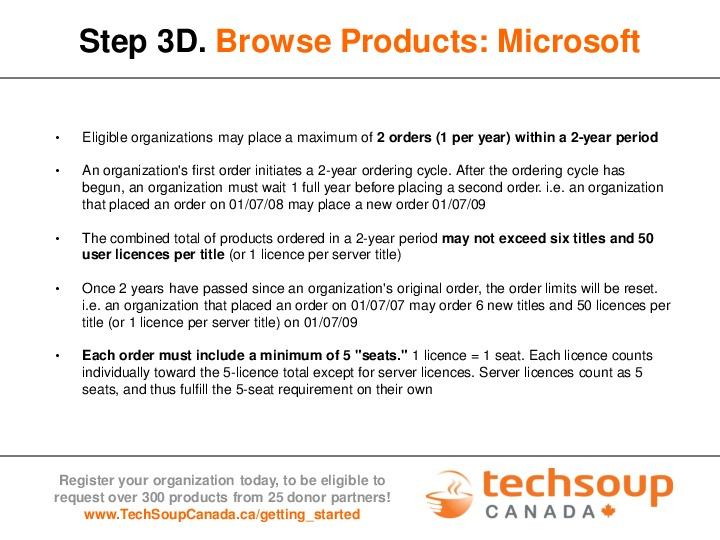 Step 3D. Browse Products: Microsoft
• Eligible organizations may place a maximum of 2 orders (1 per year) within a 2-year period
• An organization's first order initiates a 2-year ordering cycle. After the ordering cycle has
begun, an organization must wait 1 full year before placing a second order. i.e. an organization
that placed an order on 01/07/08 may place a new order 01/07/09
• The combined total of products ordered in a 2-year period may not exceed six titles and 50
user licences per title (or 1 licence per server title)
• Once 2 years have passed since an organization's original order, the order limits will be reset.
i.e. an organization that placed an order on 01/07/07 may order 6 new titles and 50 licences per
title (or 1 licence per server title) on 01/07/09
• Each order must include a minimum of 5 "seats." 1 licence = 1 seat. Each licence counts
individually toward the 5-licence total except for server licences. Server licences count as 5
seats, and thus fulfill the 5-seat requirement on their own
Register your organization today, to be eligible to
request over 300 products from 25 donor partners!
www.TechSoupCanada.ca/getting_started
techsoup
CANADA